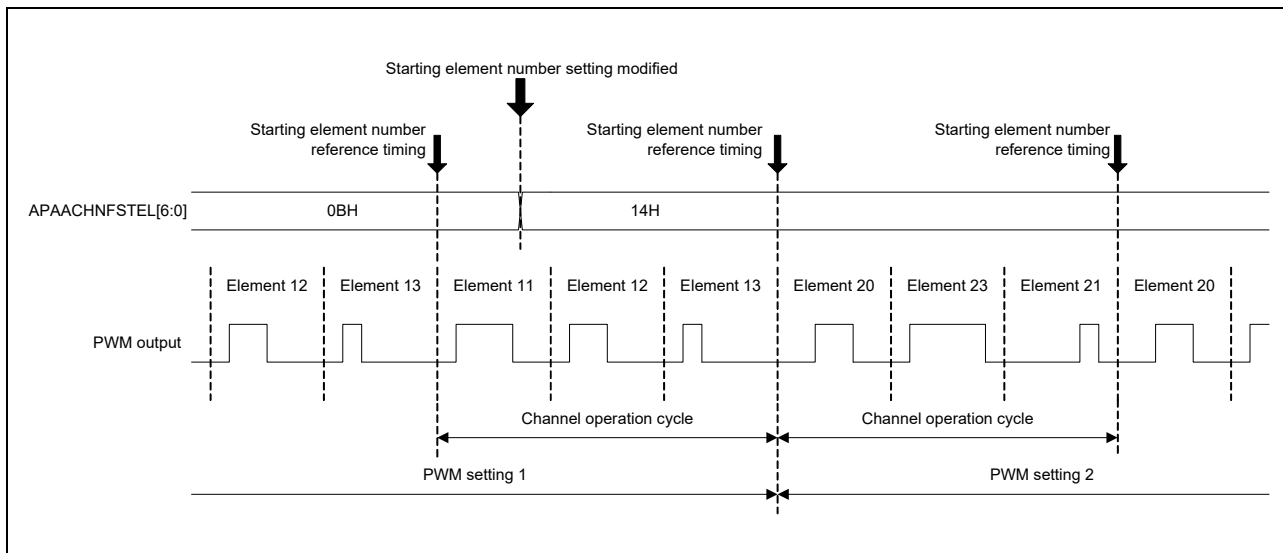 Starting element number setting modified
Starting element number
reference timing
Starting element number
reference timing
Starting element number
reference timing
APAACHNFSTEL[6:0]
0BH
14H
Element 12
Element 13
Element 11
Element 12
Element 13
Element 20
Element 23
Element 21
Element 20
PWM output
Channel operation cycle
Channel operation cycle
PWM setting 1
PWM setting 2